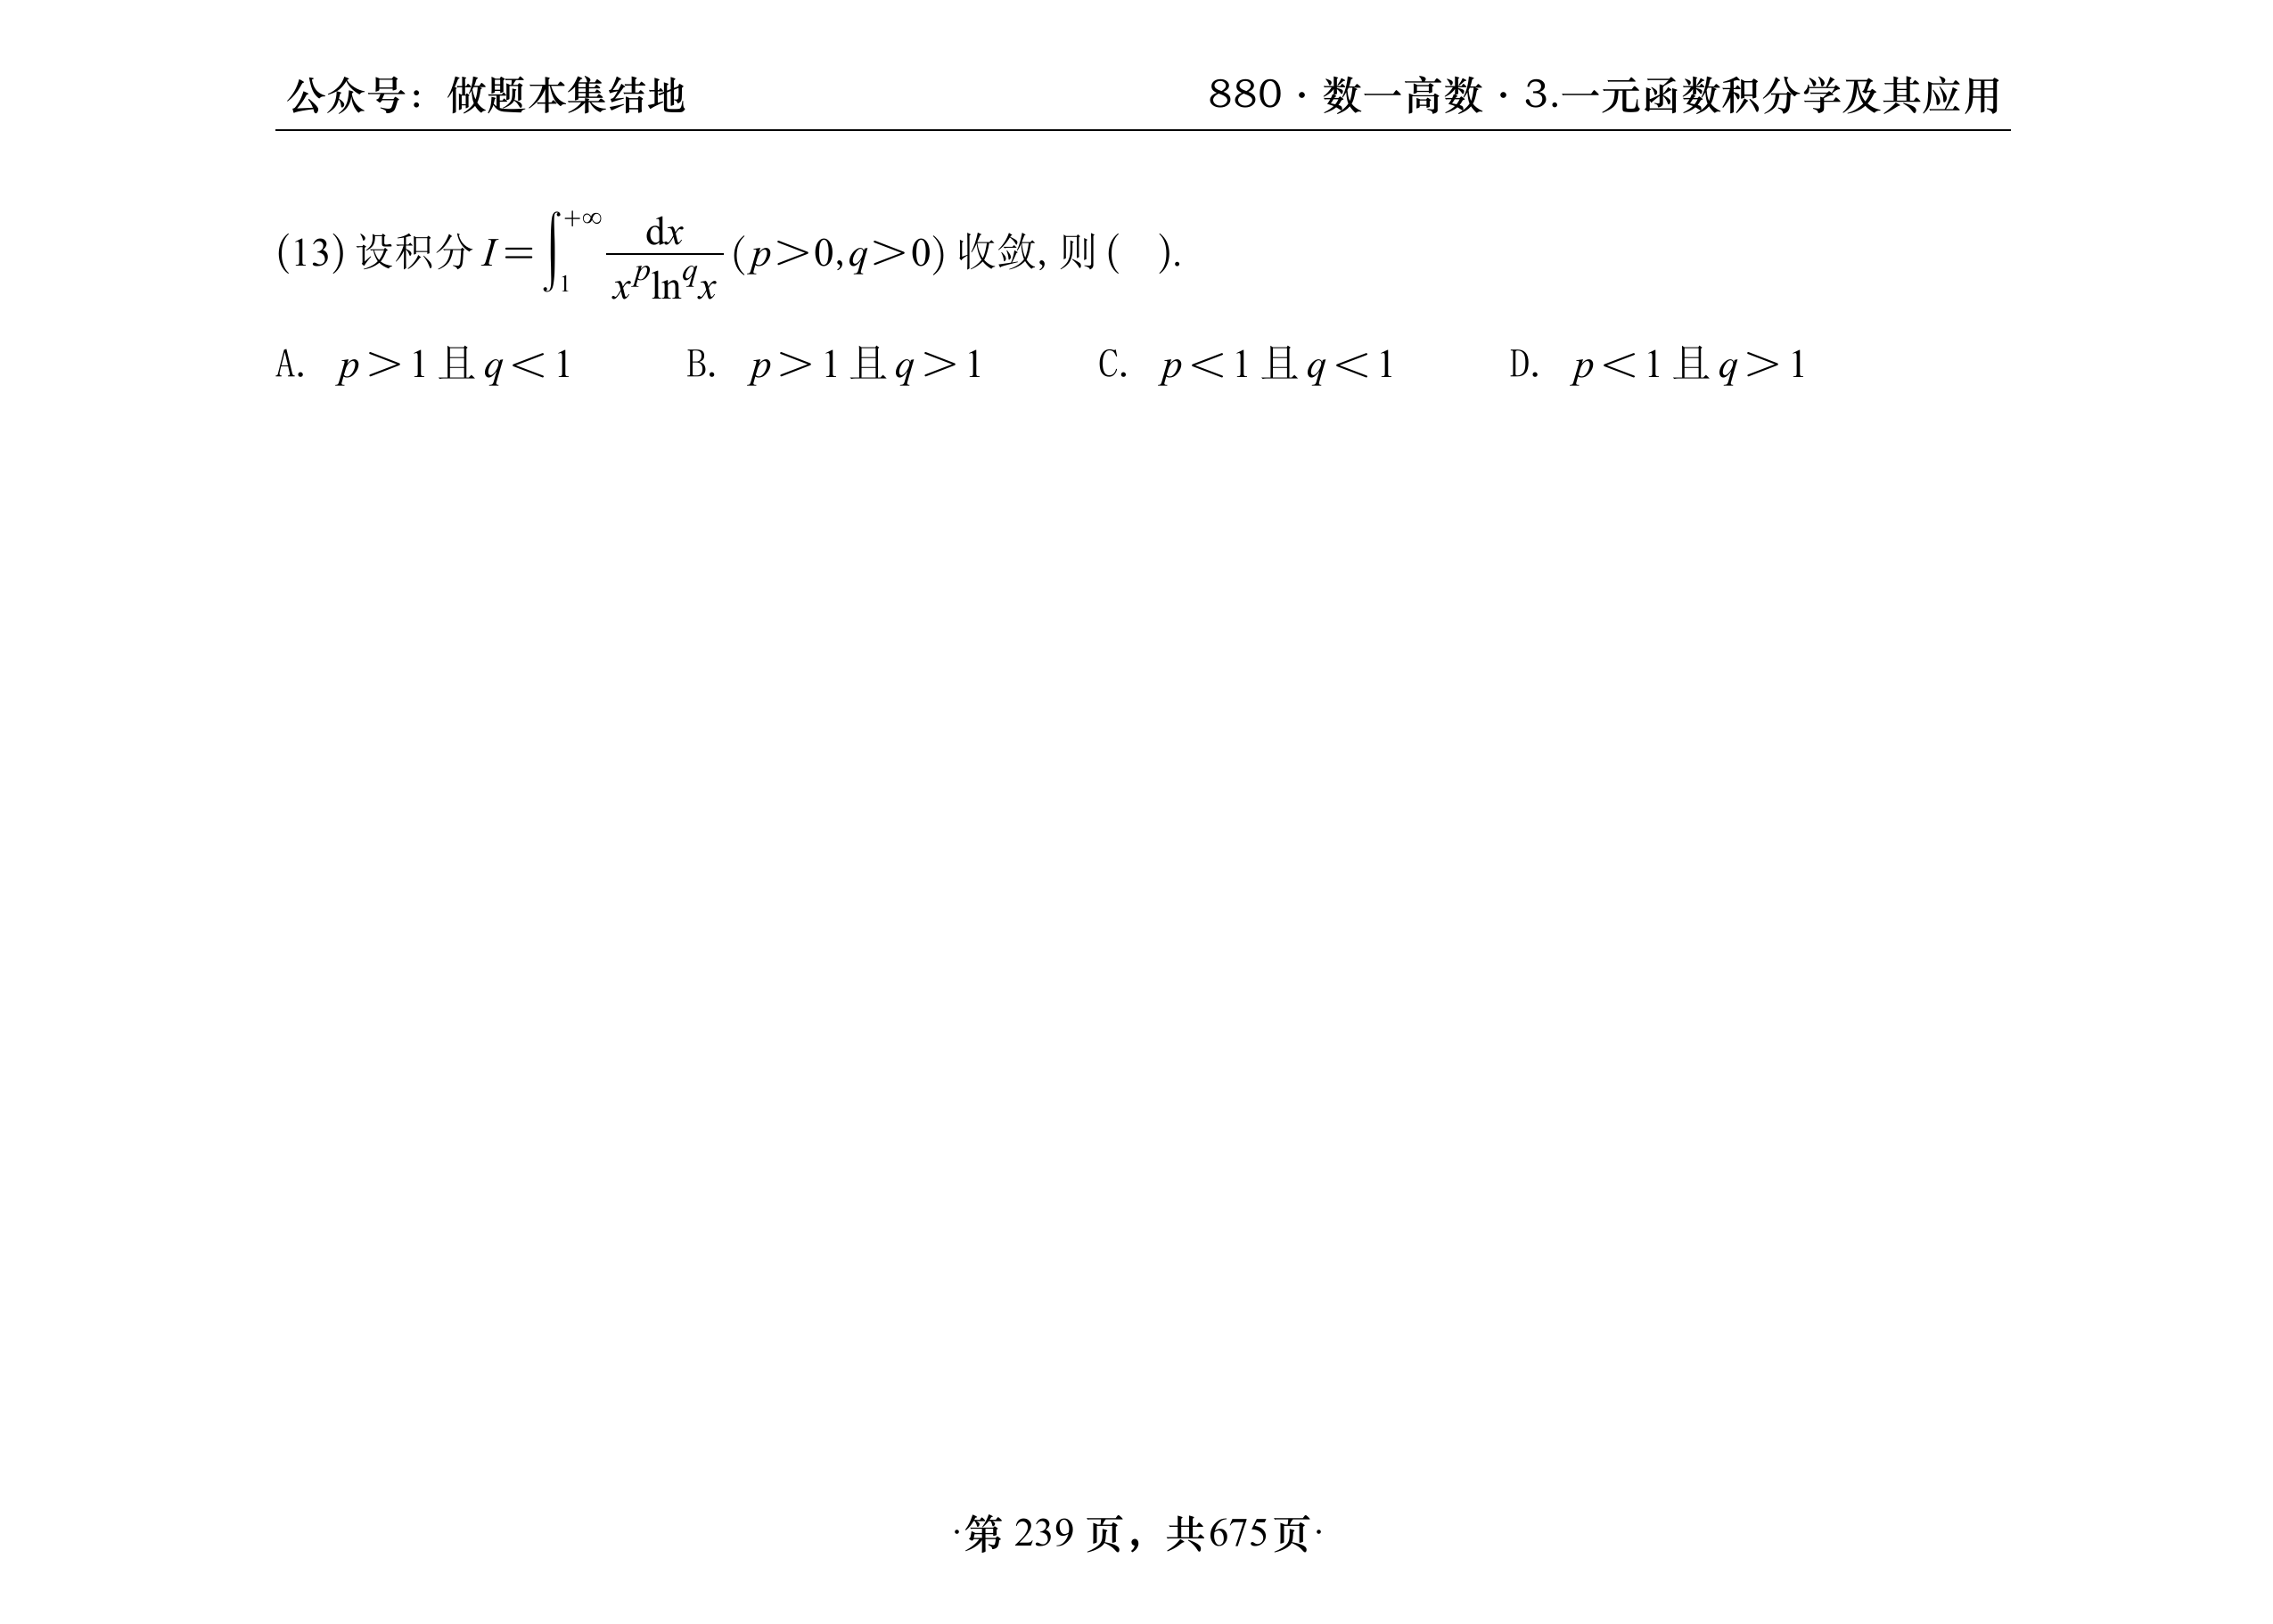 公众号：做题本集结地 880·数一高数·3.一元函数积分学及其应用
(13) 设积分 $I=\int_{1}^{+\infty}\frac{\mathrm{d}x}{x^{p}\ln^{q}x}(p>0,q>0)$ 收敛, 则 (  ).
A. $p>1$ 且 $q<1$ B. $p>1$ 且 $q>1$ C. $p<1$ 且 $q<1$ D. $p<1$ 且 $q>1$
·第 239 页，共675页·